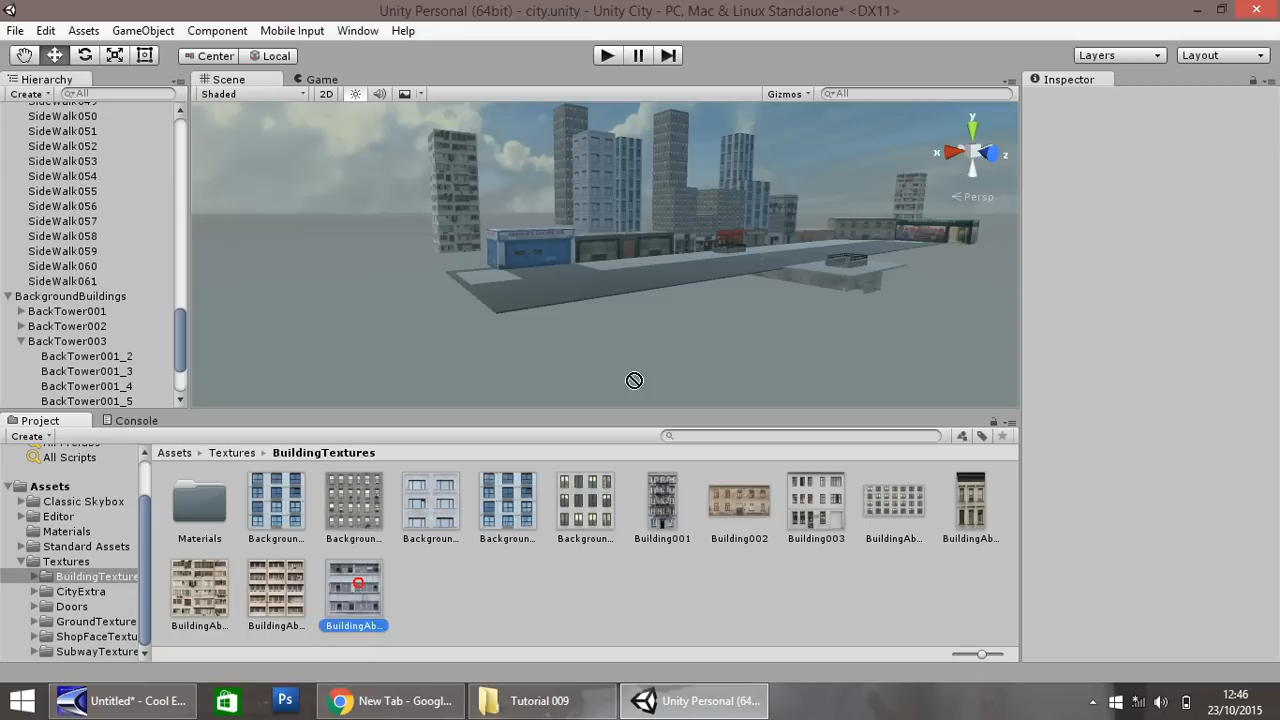 Unity Personal (64bit) - city.unity - Unity City - PC, Mac & Linux Standalone* <DX11>
File Edit Assets GameObject Component Mobile Input Window Help
Center Local Layers Layout
Hierarchy Scene Game Inspector
Create All Shaded 2D Gizmos All
SideWalk049
SideWalk050
SideWalk051
SideWalk052
SideWalk053
SideWalk054
SideWalk055
SideWalk056
SideWalk057
SideWalk058
SideWalk059
SideWalk060
SideWalk061
BackgroundBuildings
BackTower001
BackTower002
BackTower003
BackTower001_2
BackTower001_3
BackTower001_4
BackTower001_5
y
x z
Persp
Project Console
Create
All Prefabs
All Scripts
Assets
Classic Skybox
Editor
Materials
Standard Assets
Textures
BuildingTexture
CityExtra
Doors
GroundTexture
ShopFaceTextu
SubwayTexture
Assets Textures BuildingTextures
Materials Backgroun... Backgroun... Backgroun... Backgroun... Backgroun... Building001 Building002 Building003 BuildingAb... BuildingAb...
BuildingAb... BuildingAb... BuildingAb...
Untitled* - Cool E... Ps New Tab - Googl... Tutorial 009 Unity Personal (64...
12:46
23/10/2015